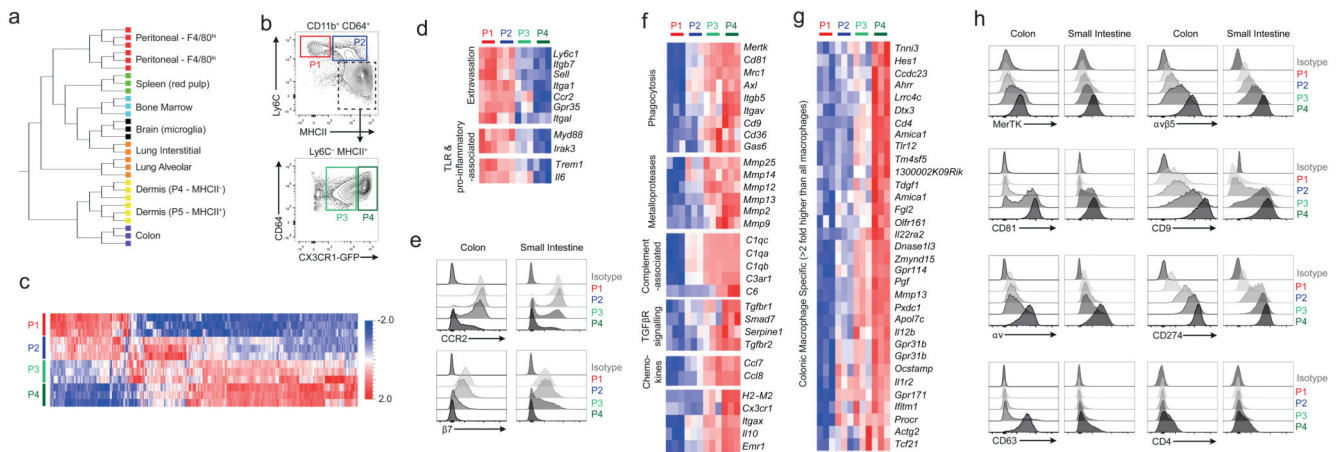 a
Peritoneal - F4/80hi
Peritoneal - F4/80lo
Spleen (red pulp)
Bone Marrow
Brain (microglia)
Lung Interstitial
Lung Alveolar
Dermis (P4 - MHCII⁻)
Dermis (P5 - MHCII⁺)
Colon
b
CD11b⁺ CD64⁺
P1
P2
Ly6C
MHCII
Ly6C⁻ MHCII⁺
P3
P4
CD64
CX3CR1-GFP
c
P1
P2
P3
P4
-2.0
2.0
d
P1 P2 P3 P4
Extravasation
Ly6c1
Itgb7
Sell
Itga1
Ccr2
Gpr35
Itgal
TLR &
pro-inflammatory
-associated
Myd88
Irak3
Trem1
Il6
e
Colon Small Intestine
Isotype
P1
P2
P3
P4
CCR2
Isotype
P1
P2
P3
P4
β7
f
P1 P2 P3 P4
Phagocytosis
Mertk
Cd81
Mrc1
Axl
Itgb5
Itgav
Cd9
Cd36
Gas6
Metalloproteases
Mmp25
Mmp14
Mmp12
Mmp13
Mmp2
Mmp9
Complement
-associated
C1qc
C1qa
C1qb
C3ar1
C6
TGFβR
signalling
Tgfbr1
Smad7
Serpine1
Tgfbr2
Chemo-
kines
Ccl7
Ccl8
H2-M2
Cx3cr1
Itgax
Il10
Emr1
g
P1 P2 P3 P4
Colonic Macrophage Specific (>2 fold higher than all macrophages)
Tnni3
Hes1
Ccdc23
Ahrr
Lrrc4c
Dtx3
Cd4
Amica1
Tlr12
Tm4sf5
1300002K09Rik
Tdgf1
Amica1
Fgl2
Olfr161
Il22ra2
Dnase1l3
Zmynd15
Gpr114
Pgf
Mmp13
Pxdc1
Apol7c
Il12b
Gpr31b
Gpr31b
Ocstamp
Il1r2
Gpr171
Ifitm1
Procr
Actg2
Tcf21
h
Colon Small Intestine Colon Small Intestine
Isotype
P1
P2
P3
P4
MerTK
αvβ5
Isotype
P1
P2
P3
P4
CD81
CD9
Isotype
P1
P2
P3
P4
αv
CD274
Isotype
P1
P2
P3
P4
CD63
CD4